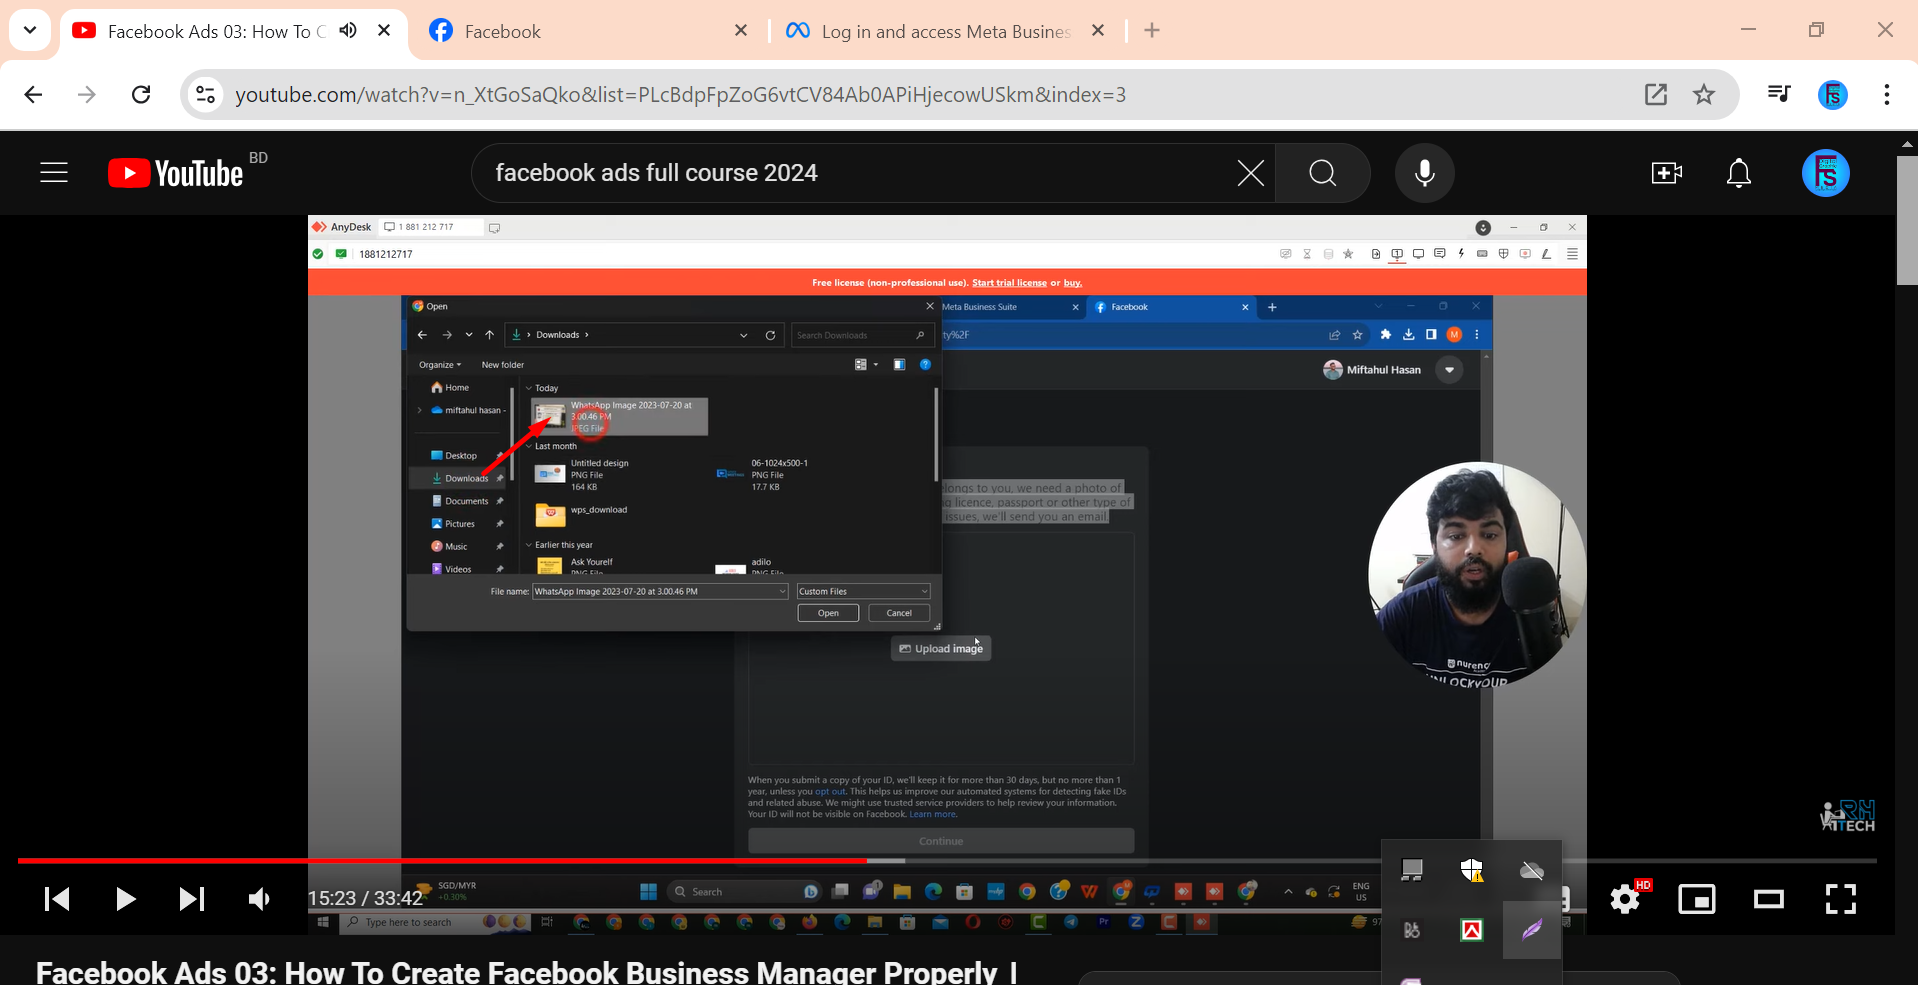 Facebook Ads 03: How To C
Facebook
Log in and access Meta Busines
youtube.com/watch?v=n_XtGoSaQko&list=PLcBdpFpZoG6vtCV84Ab0APiHjecowUSkm&index=3
YouTube BD
facebook ads full course 2024
AnyDesk
1 881 212 717
1881212717
Free license (non-professional use). Start trial license or buy.
Open
Meta Business Suite
Facebook
Downloads
Search Downloads
ty%2F
Organize
New folder
Miftahul Hasan
Home
miftahul hasan -
Desktop
Downloads
Documents
Pictures
Music
Videos
Today
WhatsApp Image 2023-07-20 at
3.00.46 PM
JPEG File
Last month
Untitled design
PNG File
164 KB
06-1024x500-1
PNG File
17.7 KB
wps_download
Earlier this year
Ask Yourelf
PNG File
adilo
PNG File
File name: WhatsApp Image 2023-07-20 at 3.00.46 PM
Custom Files
Open
Cancel
elongs to you, we need a photo of
licence, passport or other type of
issues, we'll send you an email.
Upload image
When you submit a copy of your ID, we'll keep it for more than 30 days, but no more than 1
year, unless you opt out. This helps us improve our automated systems for detecting fake IDs
and related abuse. We might use trusted service providers to help review your information.
Your ID will not be visible on Facebook. Learn more.
Continue
RH
TECH
SGD/MYR
+0.30%
Search
ENG
US
15:23 / 33:42
HD
Type here to search
Facebook Ads 03: How To Create Facebook Business Manager Properly |